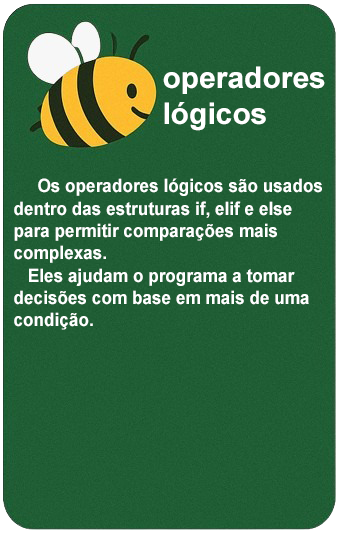 operadores
lógicos
Os operadores lógicos são usados
dentro das estruturas if, elif e else
para permitir comparações mais
complexas.
Eles ajudam o programa a tomar
decisões com base em mais de uma
condição.